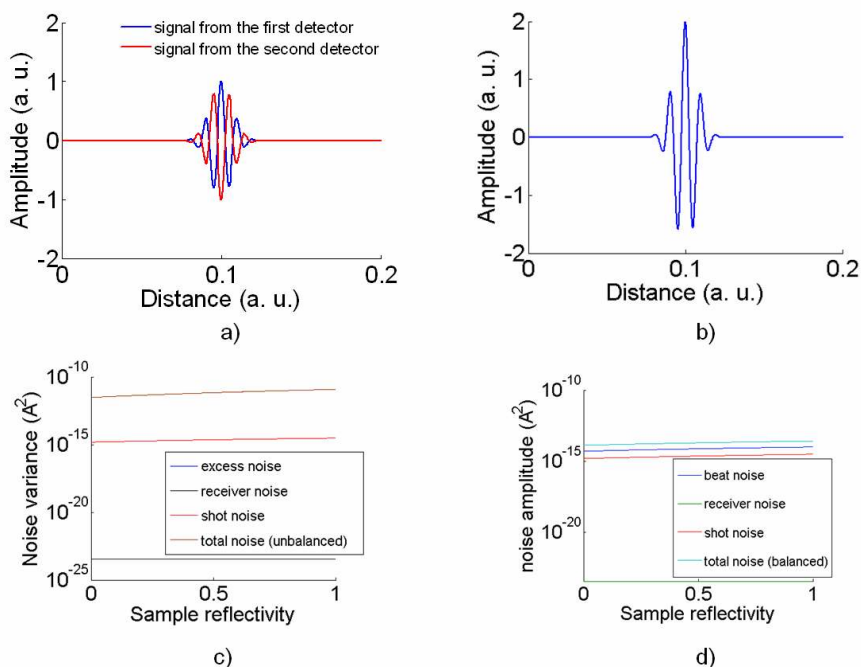 signal from the first detector
signal from the second detector
Amplitude (a. u.)
2
1
0
-1
-2
0
0.1
0.2
Distance (a. u.)
a)
Amplitude (a. u.)
2
1
0
-1
-2
0
0.1
0.2
Distance (a. u.)
b)
Noise variance (A^2)
10^-10
10^-15
10^-20
10^-25
excess noise
receiver noise
shot noise
total noise (unbalanced)
0
0.5
1
Sample reflectivity
c)
noise amplitude (A^2)
10^-10
10^-15
10^-20
beat noise
receiver noise
shot noise
total noise (balanced)
0
0.5
1
Sample reflectivity
d)